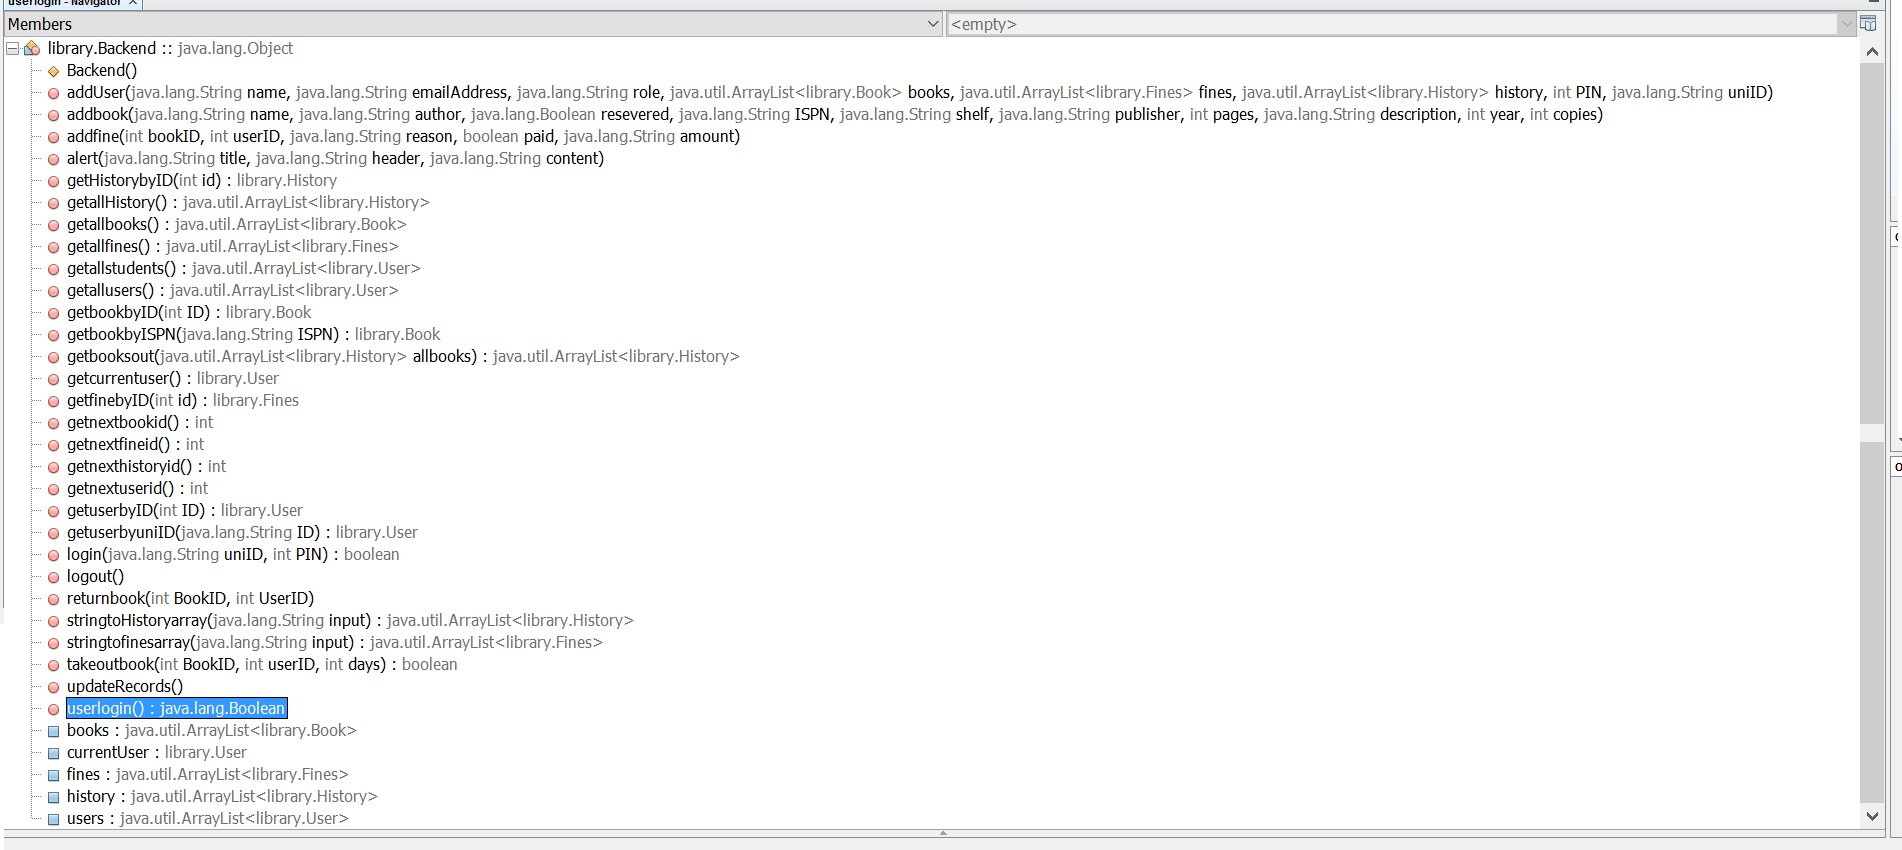 userlogin - Navigator ×
Members
<empty>
library.Backend :: java.lang.Object
Backend()
addUser(java.lang.String name, java.lang.String emailAddress, java.lang.String role, java.util.ArrayList<library.Book> books, java.util.ArrayList<library.Fines> fines, java.util.ArrayList<library.History> history, int PIN, java.lang.String uniID)
addbook(java.lang.String name, java.lang.String author, java.lang.Boolean resevered, java.lang.String ISPN, java.lang.String shelf, java.lang.String publisher, int pages, java.lang.String description, int year, int copies)
addfine(int bookID, int userID, java.lang.String reason, boolean paid, java.lang.String amount)
alert(java.lang.String title, java.lang.String header, java.lang.String content)
getHistorybyID(int id) : library.History
getallHistory() : java.util.ArrayList<library.History>
getallbooks() : java.util.ArrayList<library.Book>
getallfines() : java.util.ArrayList<library.Fines>
getallstudents() : java.util.ArrayList<library.User>
getallusers() : java.util.ArrayList<library.User>
getbookbyID(int ID) : library.Book
getbookbyISPN(java.lang.String ISPN) : library.Book
getbooksout(java.util.ArrayList<library.History> allbooks) : java.util.ArrayList<library.History>
getcurrentuser() : library.User
getfinebyID(int id) : library.Fines
getnextbookid() : int
getnextfineid() : int
getnexthistoryid() : int
getnextuserid() : int
getuserbyID(int ID) : library.User
getuserbyuniID(java.lang.String ID) : library.User
login(java.lang.String uniID, int PIN) : boolean
logout()
returnbook(int BookID, int UserID)
stringtoHistoryarray(java.lang.String input) : java.util.ArrayList<library.History>
stringtofinesarray(java.lang.String input) : java.util.ArrayList<library.Fines>
takeoutbook(int BookID, int userID, int days) : boolean
updateRecords()
userlogin() : java.lang.Boolean
books : java.util.ArrayList<library.Book>
currentUser : library.User
fines : java.util.ArrayList<library.Fines>
history : java.util.ArrayList<library.History>
users : java.util.ArrayList<library.User>